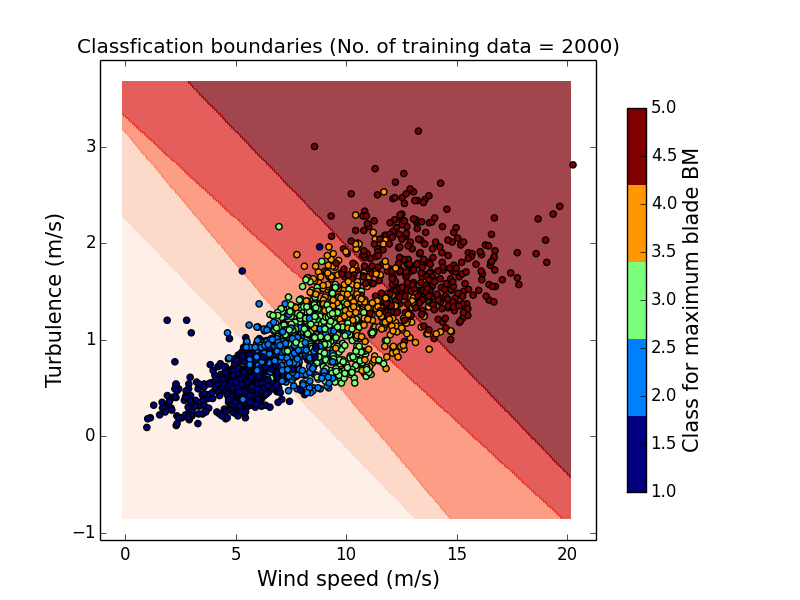 Classfication boundaries (No. of training data = 2000)
Turbulence (m/s)
3
2
1
0
−1
0 5 10 15 20
Wind speed (m/s)
5.0
4.5
4.0
3.5
3.0
2.5
2.0
1.5
1.0
Class for maximum blade BM